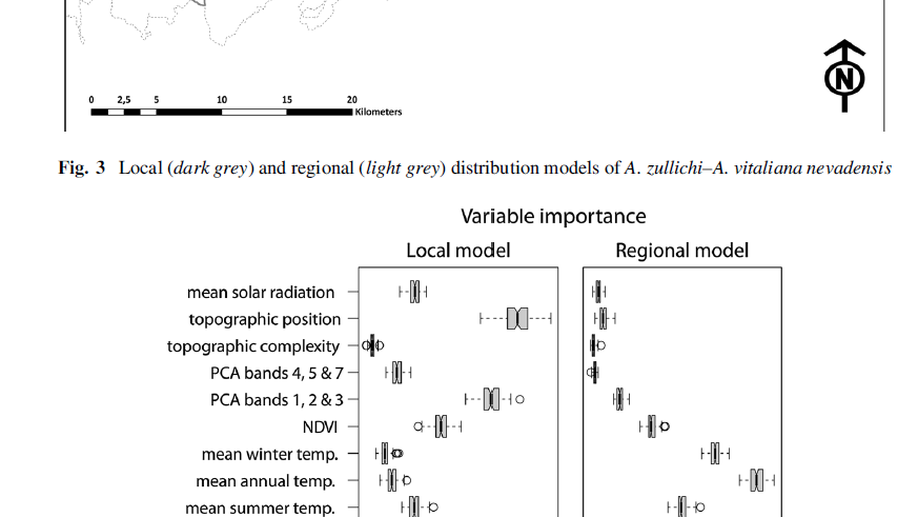 0 2,5 5 10 15 20
Kilometers
N
Fig. 3 Local (dark grey) and regional (light grey) distribution models of A. zullichi–A. vitaliana nevadensis
Variable importance
Local model Regional model
mean solar radiation
topographic position
topographic complexity
PCA bands 4, 5 & 7
PCA bands 1, 2 & 3
NDVI
mean winter temp.
mean annual temp.
mean summer temp.